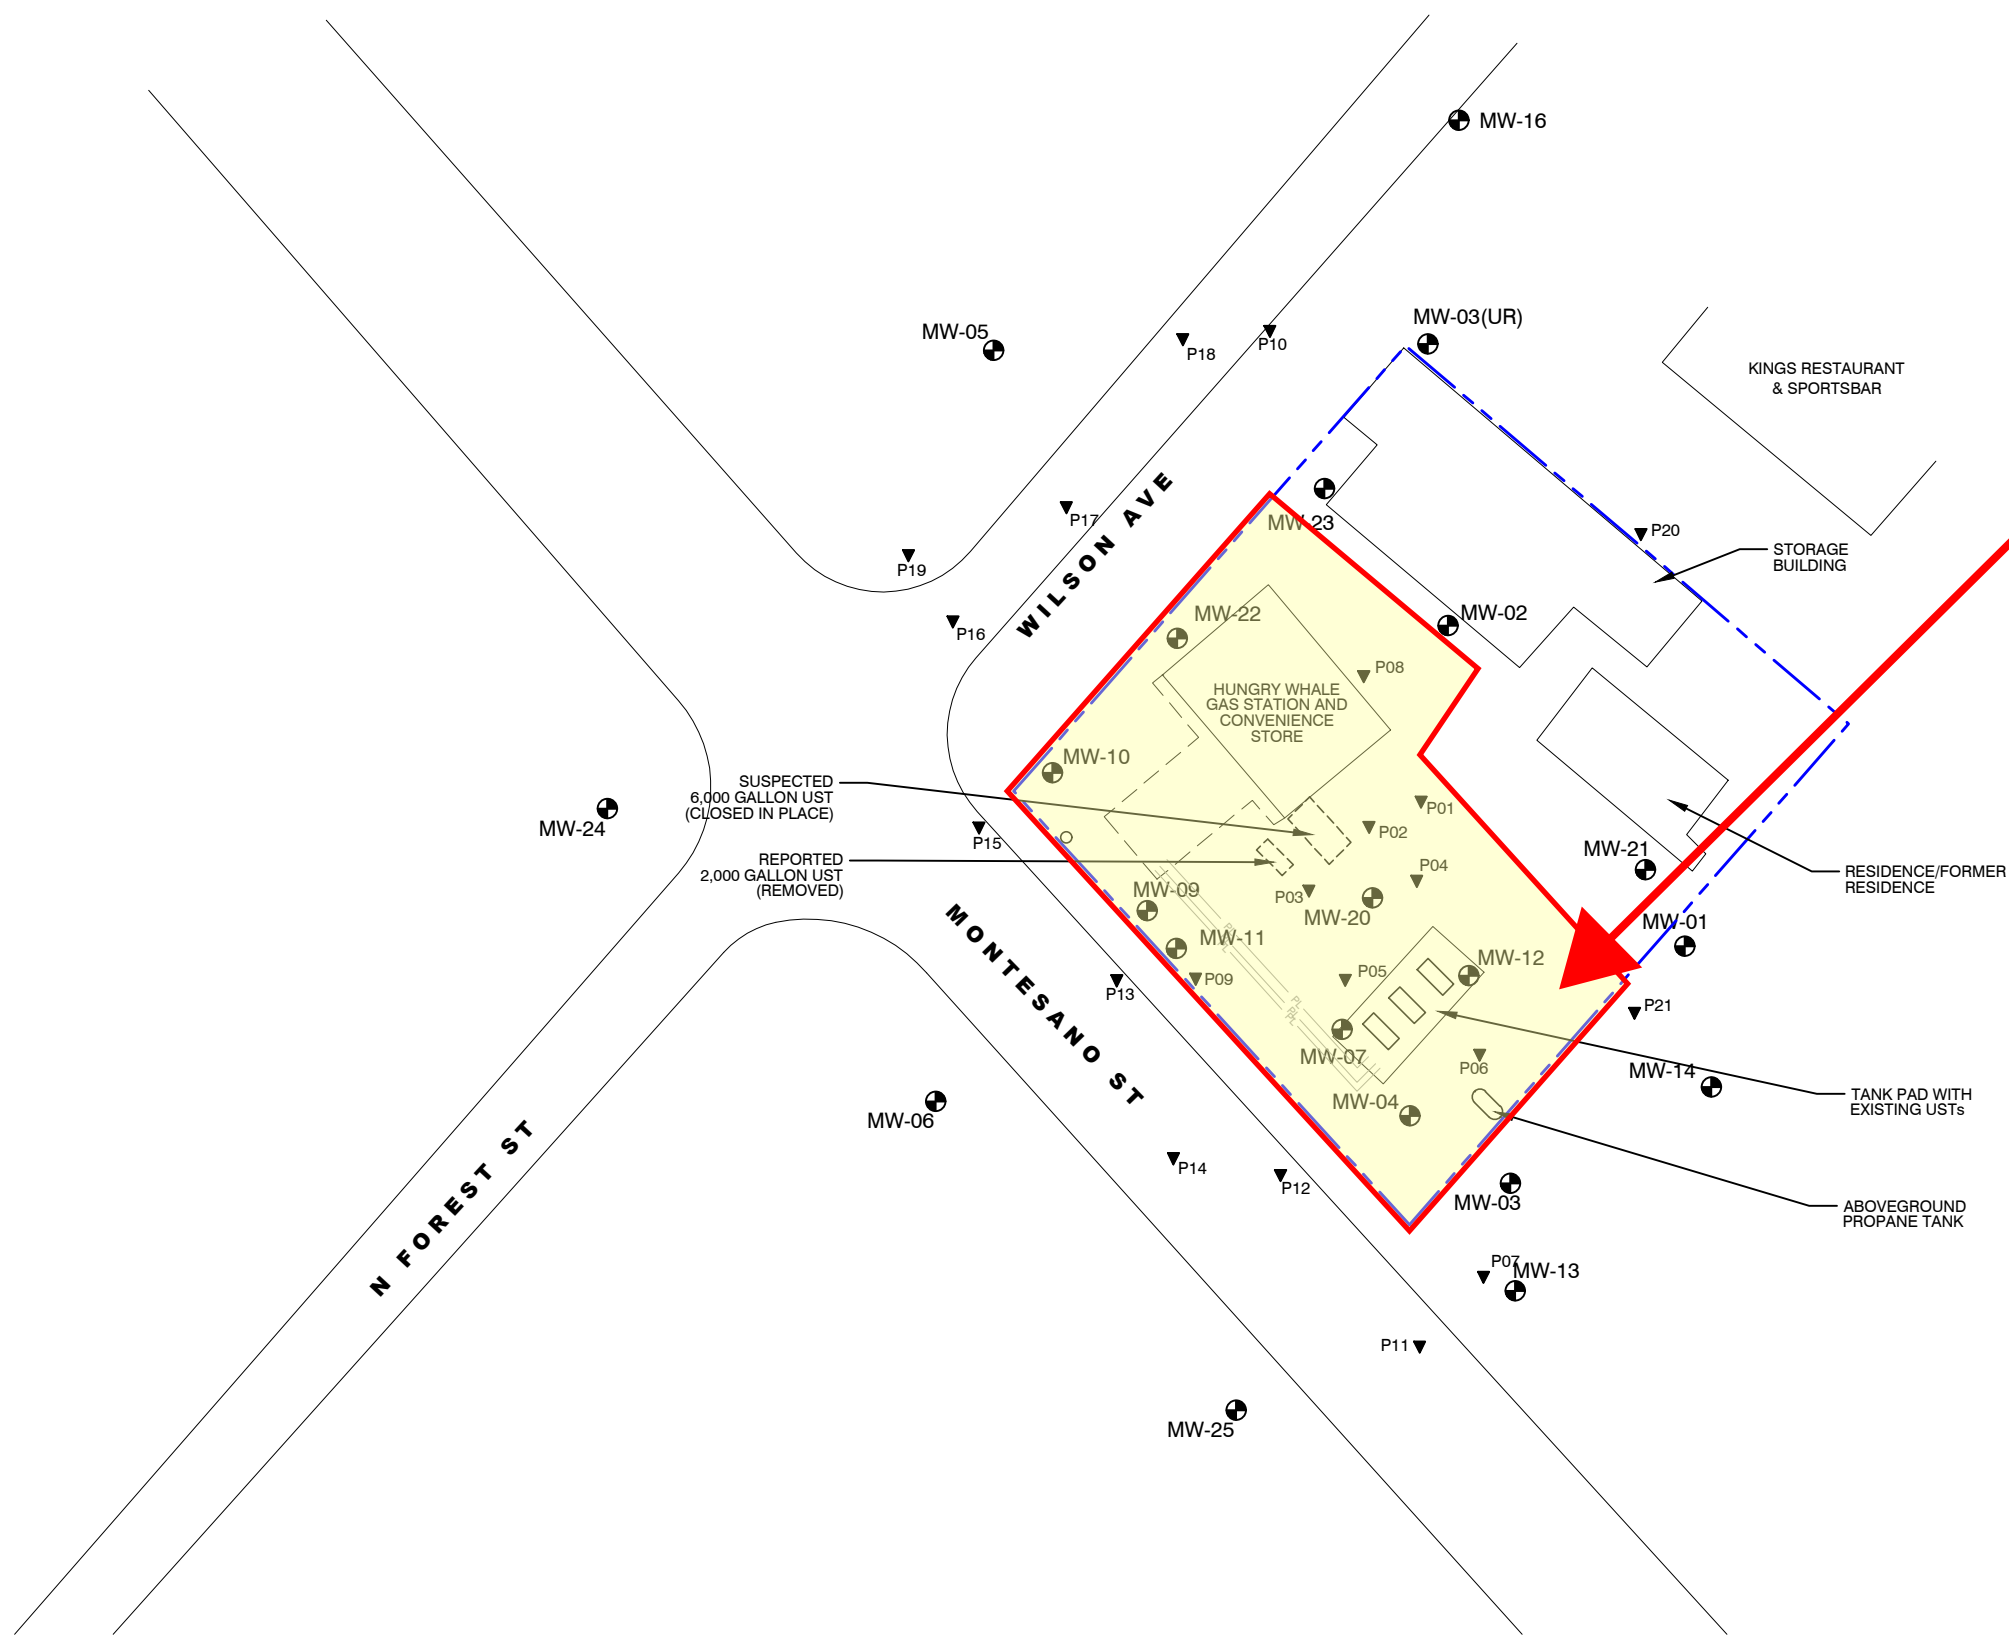 MW-16
MW-03(UR)
MW-05
P18
P10
KINGS RESTAURANT
& SPORTSBAR
WILSON AVE
P17
MW-23
P20
STORAGE
BUILDING
P19
P16
MW-22
MW-02
P08
HUNGRY WHALE
GAS STATION AND
CONVENIENCE
STORE
MW-10
SUSPECTED
6,000 GALLON UST
(CLOSED IN PLACE)
MW-24
P15
P01
P02
REPORTED
2,000 GALLON UST
(REMOVED)
MW-21
P04
RESIDENCE/FORMER
RESIDENCE
MW-09
P03
MW-20
MW-01
MONTESANO ST
MW-11
MW-12
P09
P05
P13
PL
PL
PL
P21
MW-07
P06
MW-14
TANK PAD WITH
EXISTING USTs
MW-04
MW-06
N FOREST ST
P14
P12
MW-03
ABOVEGROUND
PROPANE TANK
P07
MW-13
P11
MW-25